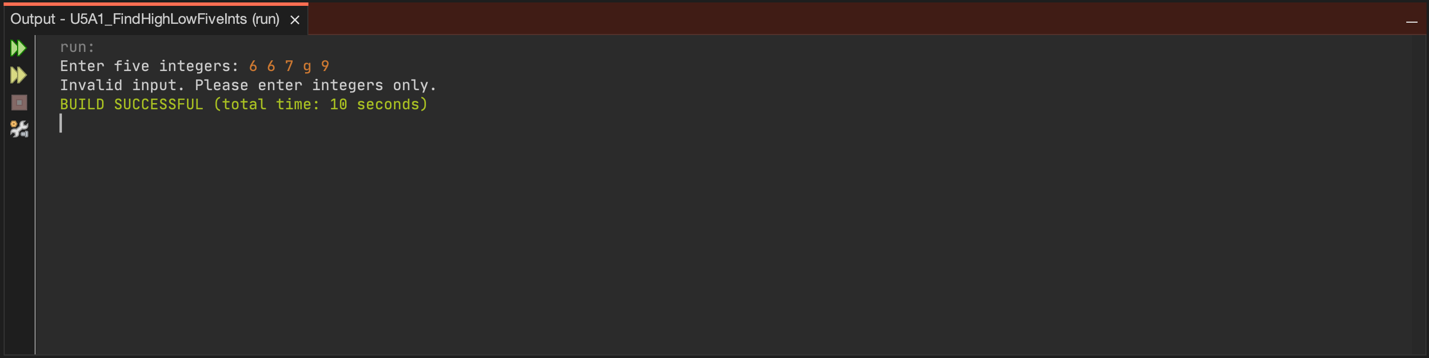 Output - U5A1_FindHighLowFiveInts (run) ×
run:
Enter five integers: 6 6 7 g 9
Invalid input. Please enter integers only.
BUILD SUCCESSFUL (total time: 10 seconds)